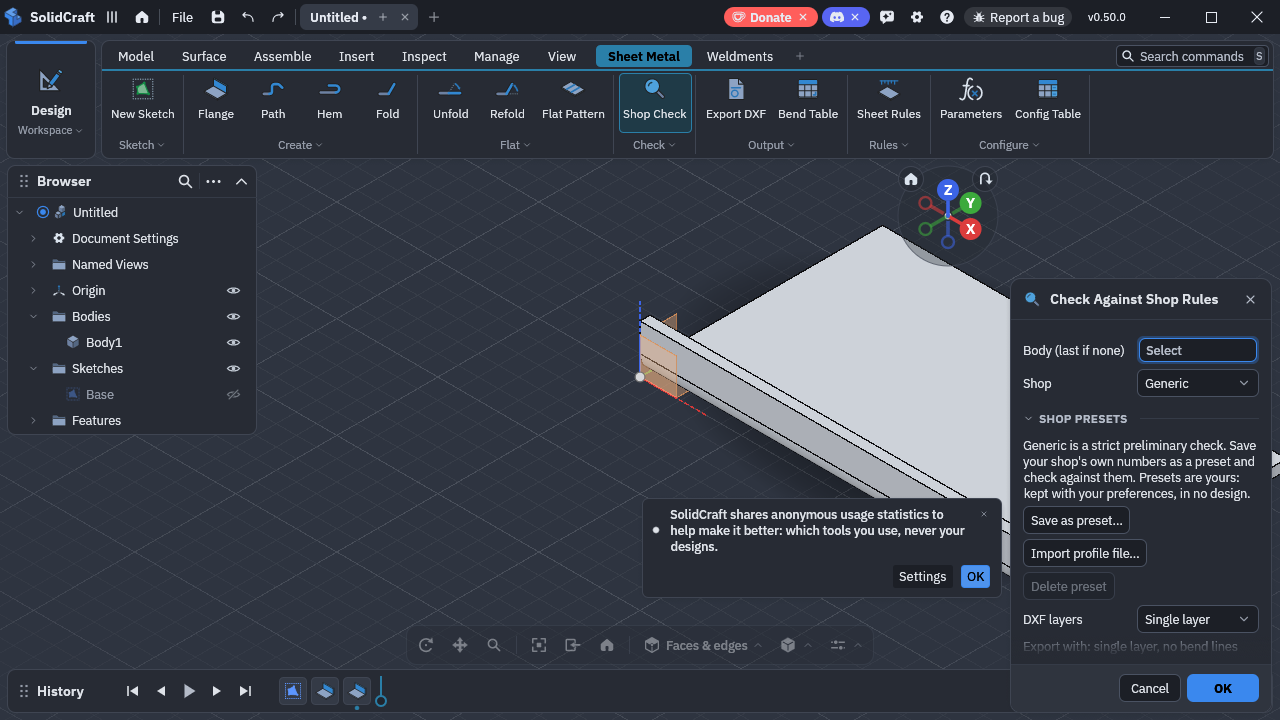 SolidCraft
File
Untitled •
Donate
Report a bug
v0.50.0
Design
Workspace
Model
Surface
Assemble
Insert
Inspect
Manage
View
Sheet Metal
Weldments
Search commands
S
New Sketch
Flange
Path
Hem
Fold
Unfold
Refold
Flat Pattern
Shop Check
Export DXF
Bend Table
Sheet Rules
Parameters
Config Table
Sketch
Create
Flat
Check
Output
Rules
Configure
Browser
Untitled
Document Settings
Named Views
Origin
Bodies
Body1
Sketches
Base
Features
Z
Y
X
Check Against Shop Rules
Body (last if none)
Select
Shop
Generic
SHOP PRESETS
Generic is a strict preliminary check. Save
your shop's own numbers as a preset and
check against them. Presets are yours:
kept with your preferences, in no design.
Save as preset...
Import profile file...
Delete preset
DXF layers
Single layer
Export with: single layer, no bend lines
Cancel
OK
SolidCraft shares anonymous usage statistics to
help make it better: which tools you use, never your
designs.
Settings
OK
Faces & edges
History